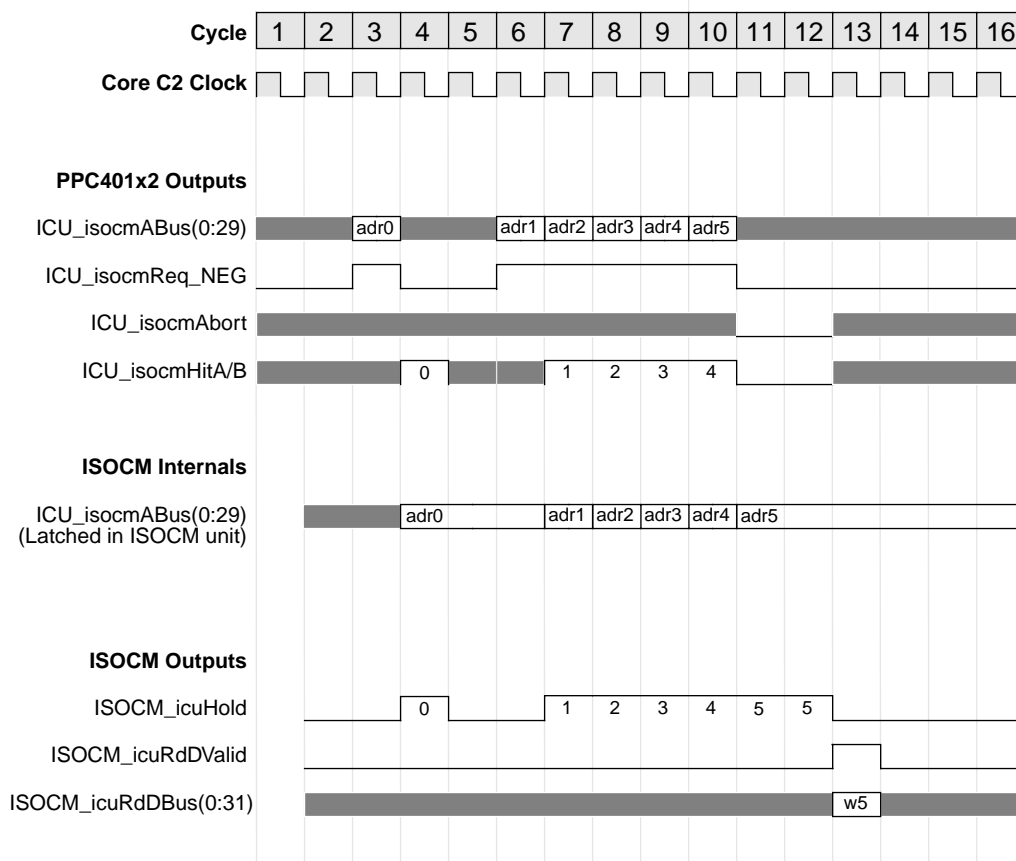 Cycle 1 2 3 4 5 6 7 8 9 10 11 12 13 14 15 16
Core C2 Clock
PPC401x2 Outputs
ICU_isocmABus(0:29) adr0 adr1 adr2 adr3 adr4 adr5
ICU_isocmReq_NEG
ICU_isocmAbort
ICU_isocmHitA/B 0 1 2 3 4
ISOCM Internals
ICU_isocmABus(0:29) adr0 adr1 adr2 adr3 adr4 adr5
(Latched in ISOCM unit)
ISOCM Outputs
ISOCM_icuHold 0 1 2 3 4 5 5
ISOCM_icuRdDValid
ISOCM_icuRdDBus(0:31) w5